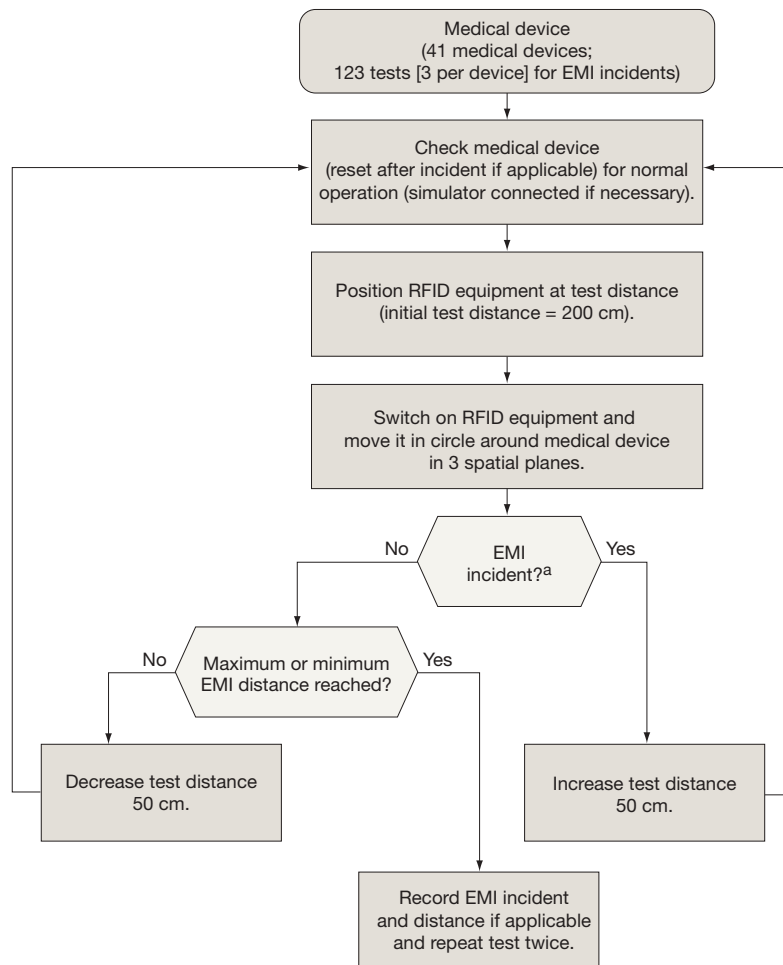 Medical device
(41 medical devices;
123 tests [3 per device] for EMI incidents)
Check medical device
(reset after incident if applicable) for normal
operation (simulator connected if necessary).
Position RFID equipment at test distance
(initial test distance = 200 cm).
Switch on RFID equipment and
move it in circle around medical device
in 3 spatial planes.
No
EMI
incident?a
Yes
No
Maximum or minimum
EMI distance reached?
Yes
Decrease test distance
50 cm.
Increase test distance
50 cm.
Record EMI incident
and distance if applicable
and repeat test twice.